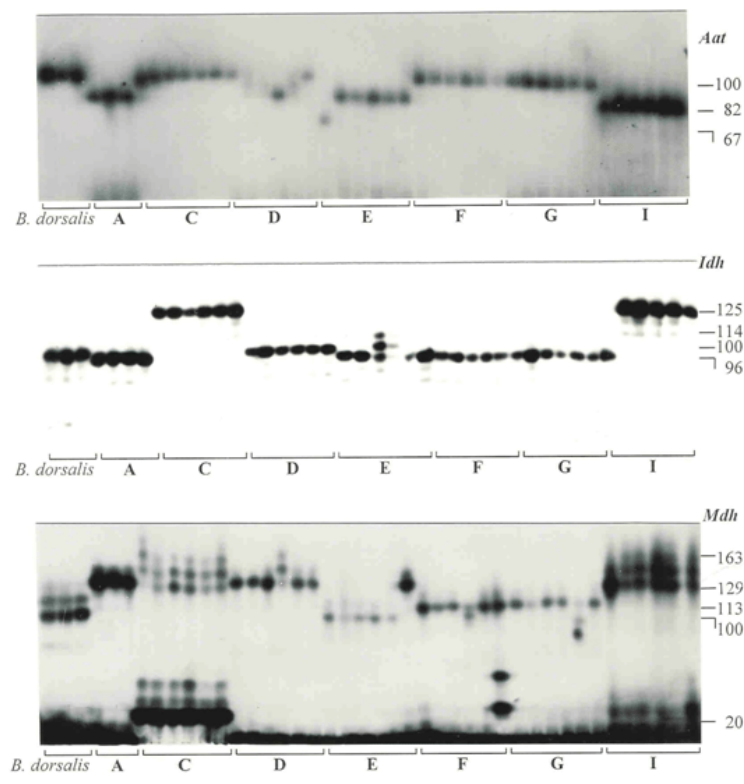 Aat
100
82
67
B. dorsalis A C D E F G I
Idh
125
114
100
96
B. dorsalis A C D E F G I
Mdh
163
129
113
100
20
B. dorsalis A C D E F G I